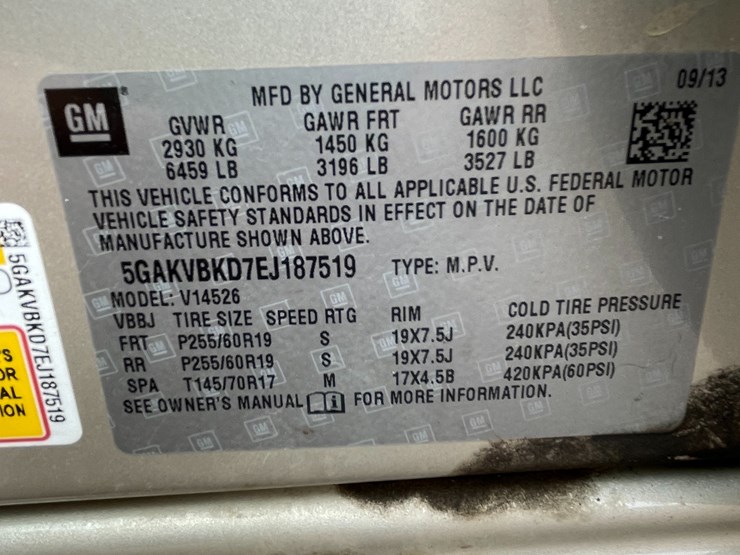 GM
MFD BY GENERAL MOTORS LLC 09/13
GVWR GAWR FRT GAWR RR
2930 KG 1450 KG 1600 KG
6459 LB 3196 LB 3527 LB
THIS VEHICLE CONFORMS TO ALL APPLICABLE U.S. FEDERAL MOTOR
VEHICLE SAFETY STANDARDS IN EFFECT ON THE DATE OF
MANUFACTURE SHOWN ABOVE.
5GAKVBKD7EJ187519 TYPE: M.P.V.
MODEL: V14526
VBBJ TIRE SIZE SPEED RTG RIM COLD TIRE PRESSURE
FRT P255/60R19 S 19X7.5J 240KPA(35PSI)
RR P255/60R19 S 19X7.5J 240KPA(35PSI)
SPA T145/70R17 M 17X4.5B 420KPA(60PSI)
SEE OWNER'S MANUAL FOR MORE INFORMATION.
5GAKVBKD7EJ187519